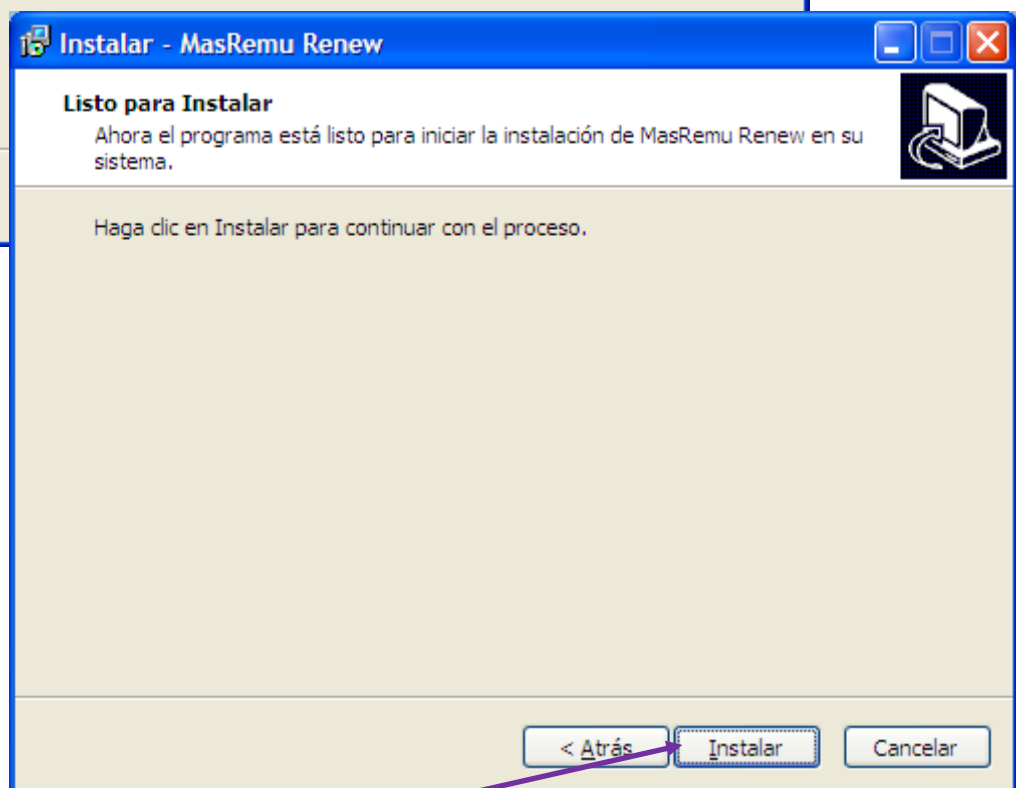 Instalar - MasRemu Renew
Listo para Instalar
Ahora el programa está listo para iniciar la instalación de MasRemu Renew en su
sistema.
Haga clic en Instalar para continuar con el proceso.
< Atrás
Instalar
Cancelar